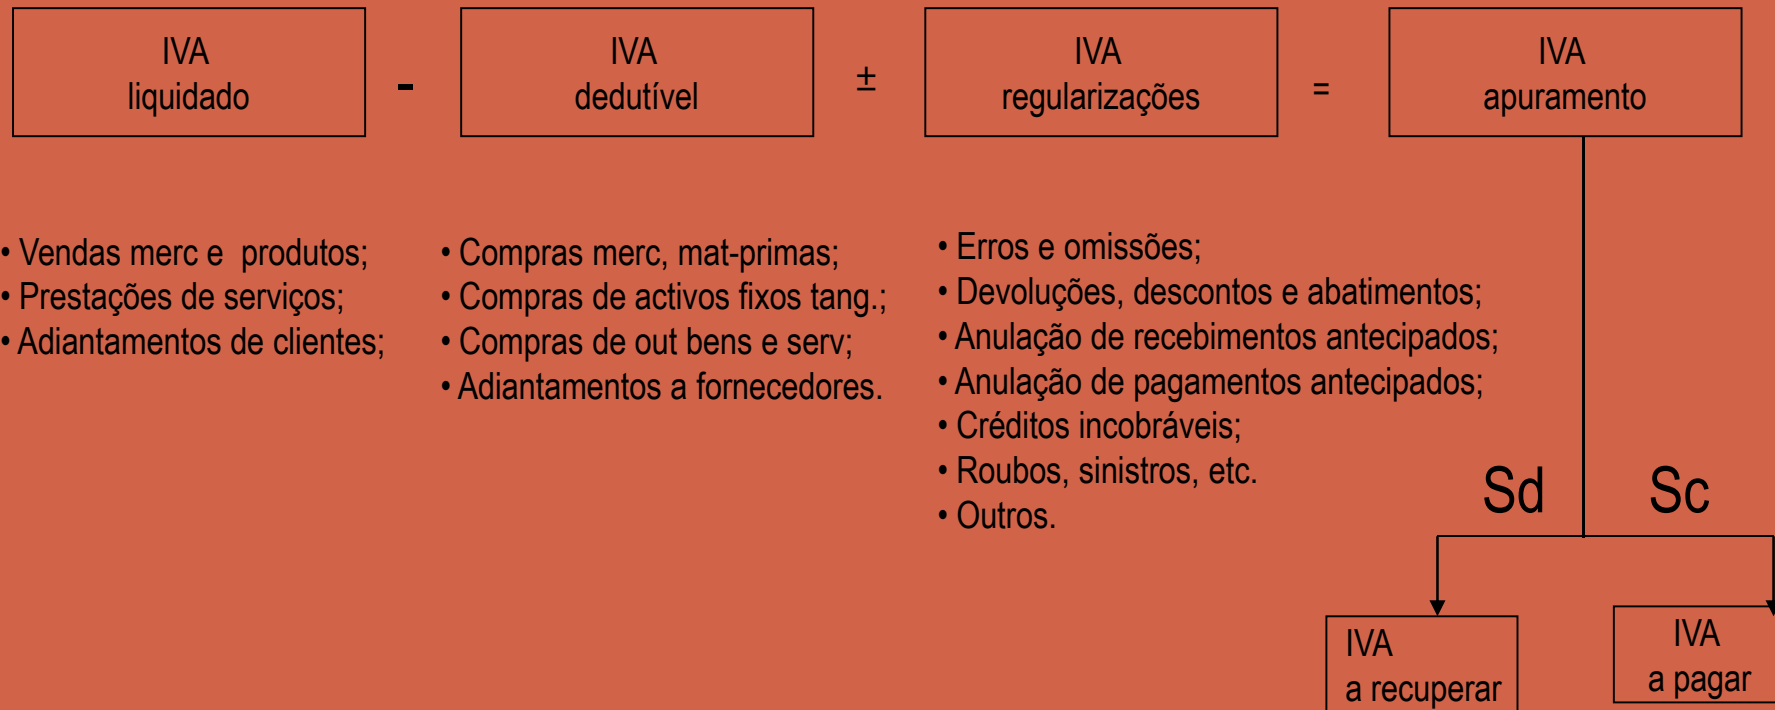 IVA
liquidado
-
IVA
dedutível
±
IVA
regularizações
=
IVA
apuramento
• Vendas merc e produtos;
• Prestações de serviços;
• Adiantamentos de clientes;
• Compras merc, mat-primas;
• Compras de activos fixos tang.;
• Compras de out bens e serv;
• Adiantamentos a fornecedores.
• Erros e omissões;
• Devoluções, descontos e abatimentos;
• Anulação de recebimentos antecipados;
• Anulação de pagamentos antecipados;
• Créditos incobráveis;
• Roubos, sinistros, etc.
• Outros.
Sd
Sc
IVA
a recuperar
IVA
a pagar